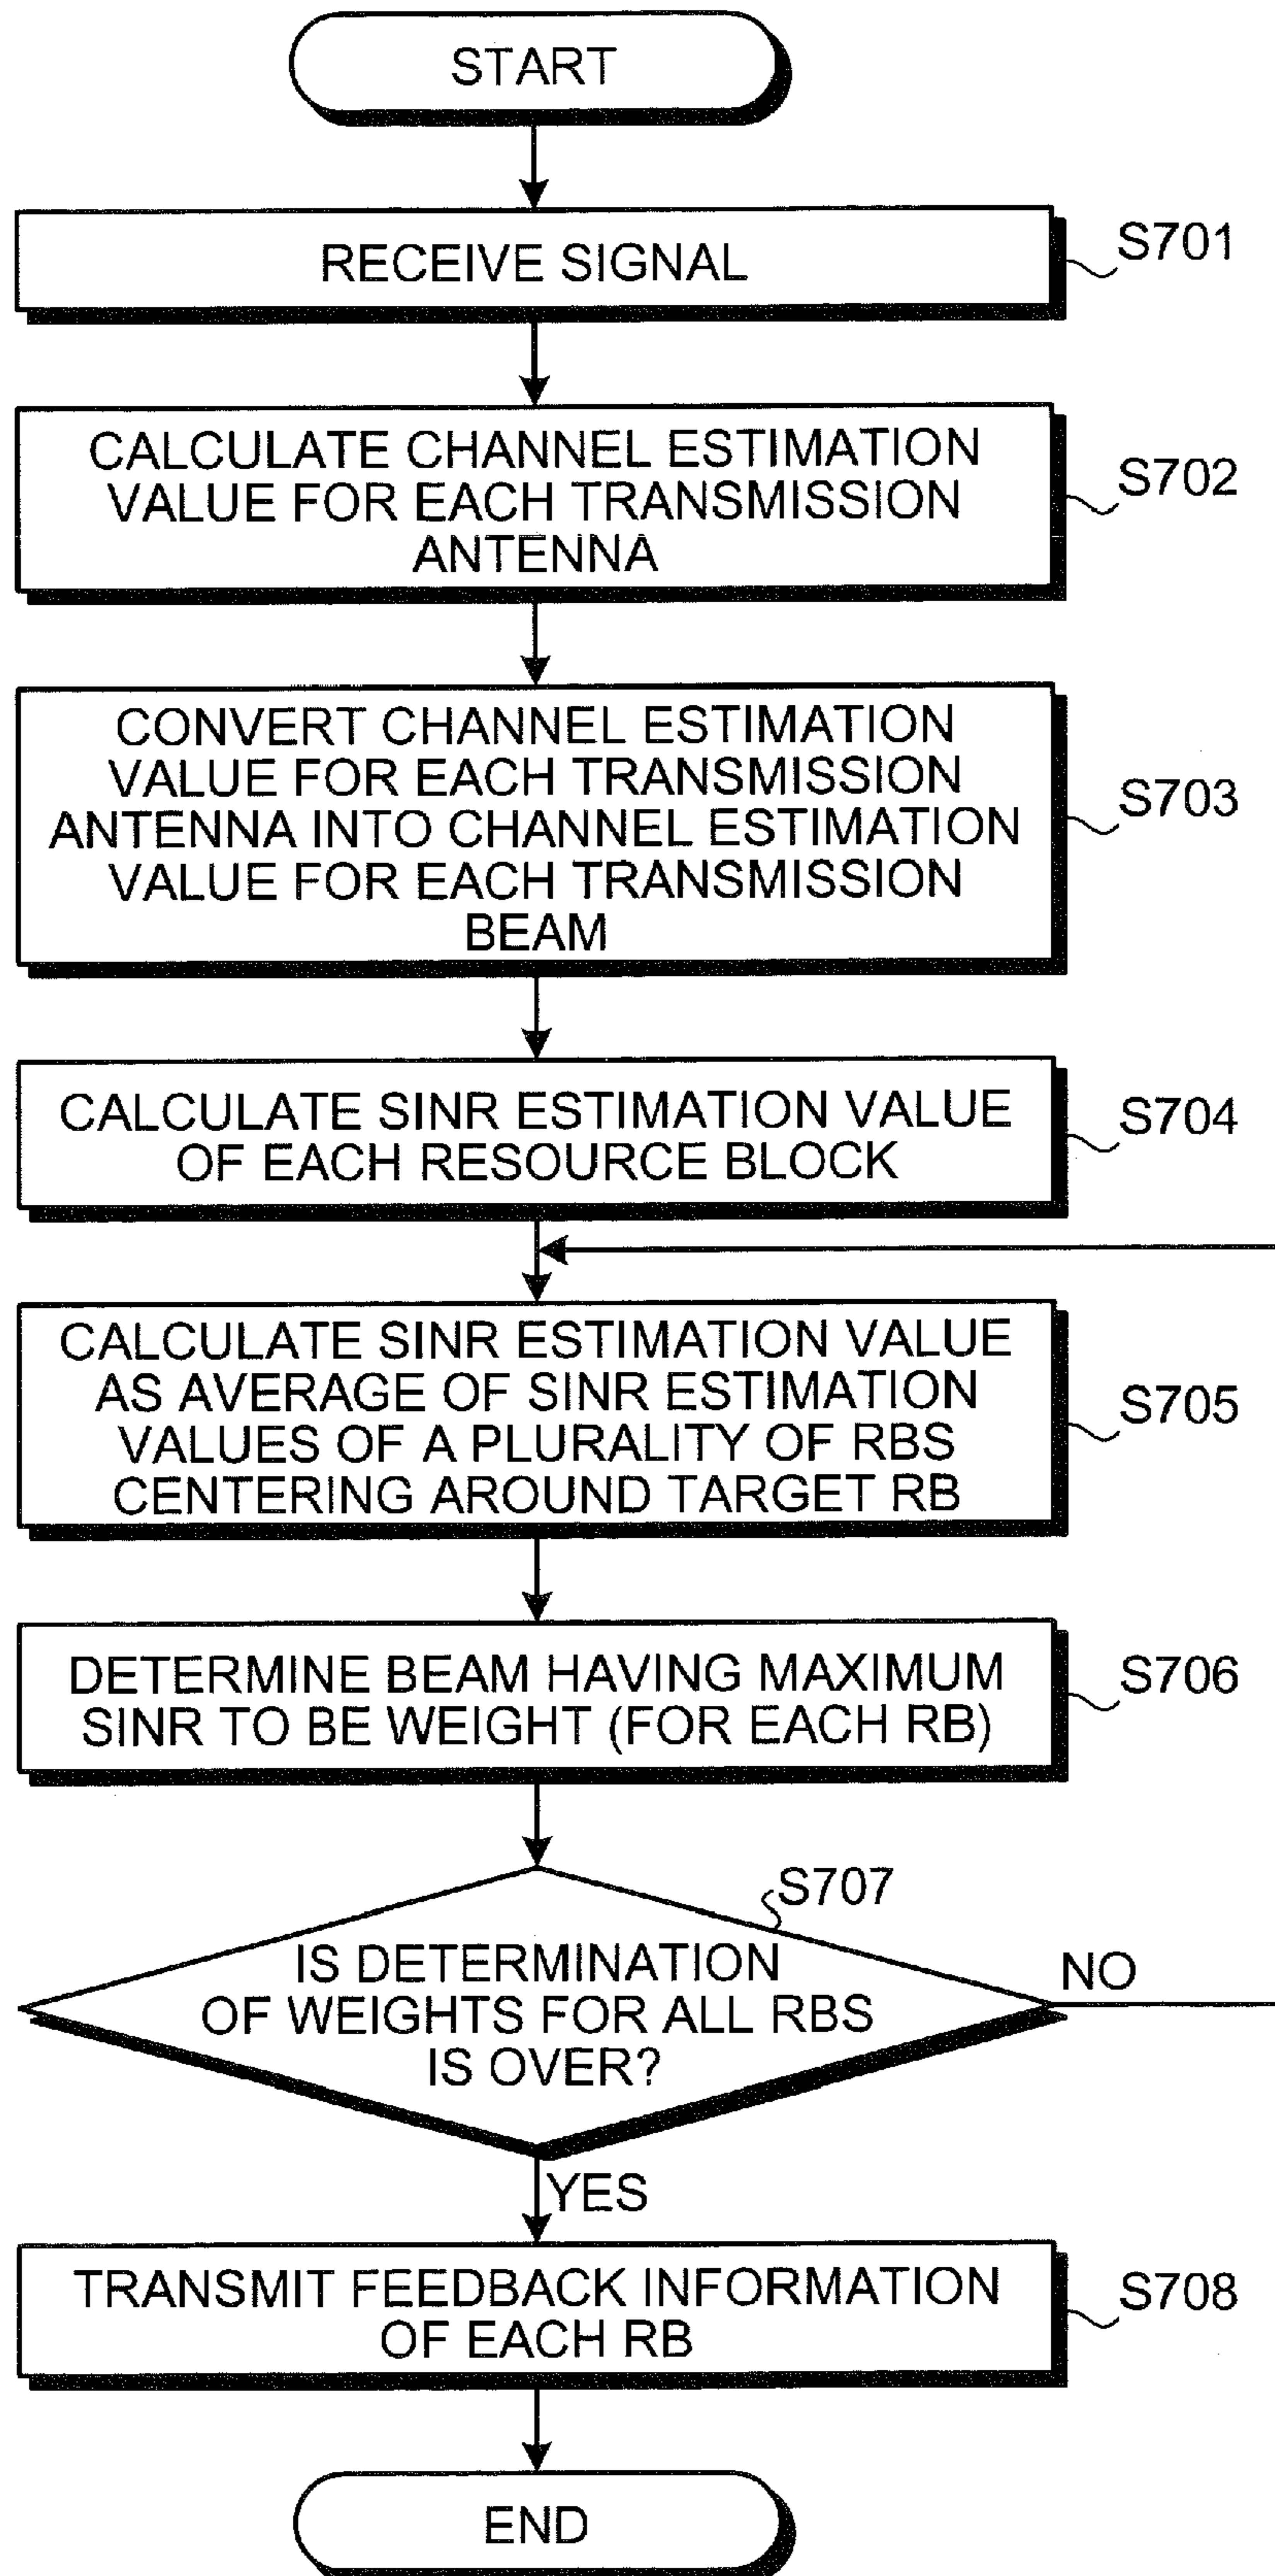 START
RECEIVE SIGNAL
S701
CALCULATE CHANNEL ESTIMATION
VALUE FOR EACH TRANSMISSION
ANTENNA
S702
CONVERT CHANNEL ESTIMATION
VALUE FOR EACH TRANSMISSION
ANTENNA INTO CHANNEL ESTIMATION
VALUE FOR EACH TRANSMISSION
BEAM
S703
CALCULATE SINR ESTIMATION VALUE
OF EACH RESOURCE BLOCK
S704
CALCULATE SINR ESTIMATION VALUE
AS AVERAGE OF SINR ESTIMATION
VALUES OF A PLURALITY OF RBS
CENTERING AROUND TARGET RB
S705
DETERMINE BEAM HAVING MAXIMUM
SINR TO BE WEIGHT (FOR EACH RB)
S706
S707
IS DETERMINATION
OF WEIGHTS FOR ALL RBS
IS OVER?
NO
YES
TRANSMIT FEEDBACK INFORMATION
OF EACH RB
S708
END